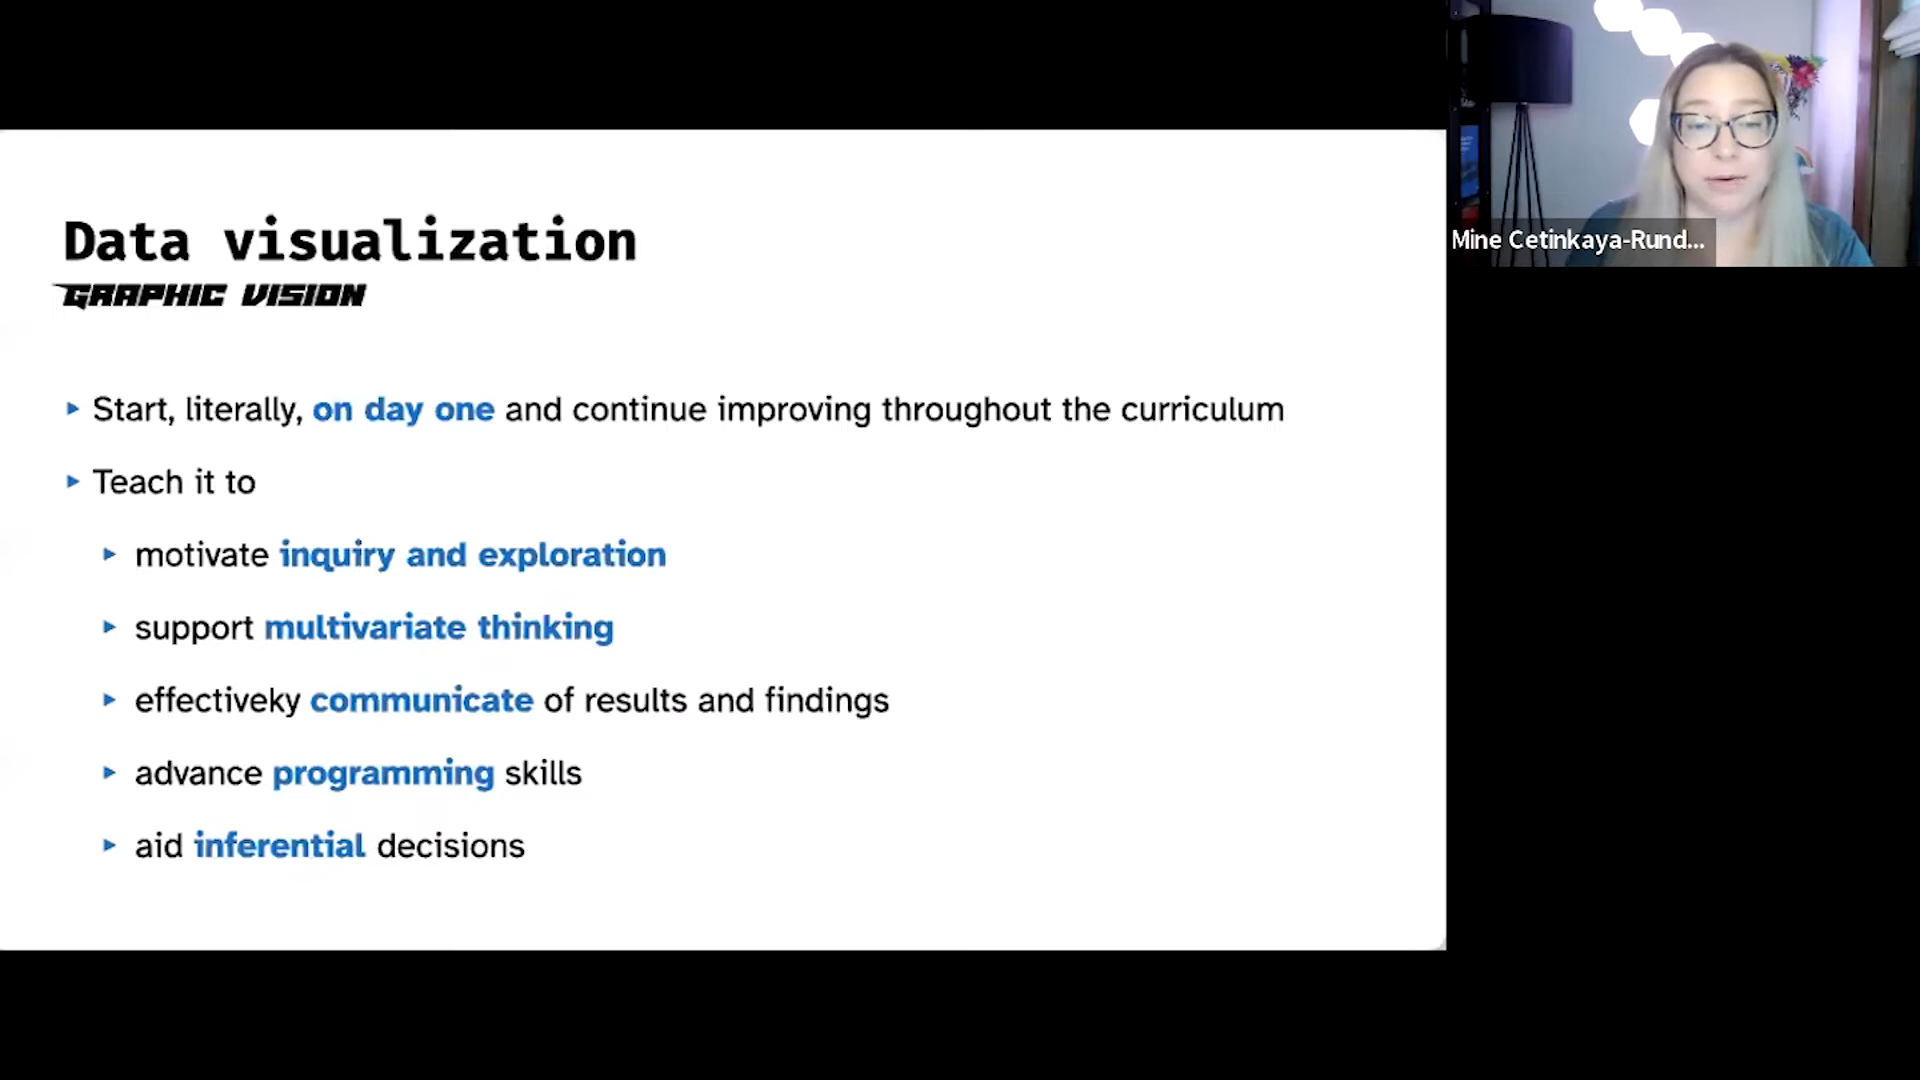 Data visualization
GRAPHIC VISION
Start, literally, on day one and continue improving throughout the curriculum
Teach it to
motivate inquiry and exploration
support multivariate thinking
effectiveky communicate of results and findings
advance programming skills
aid inferential decisions
Mine Cetinkaya-Rund...